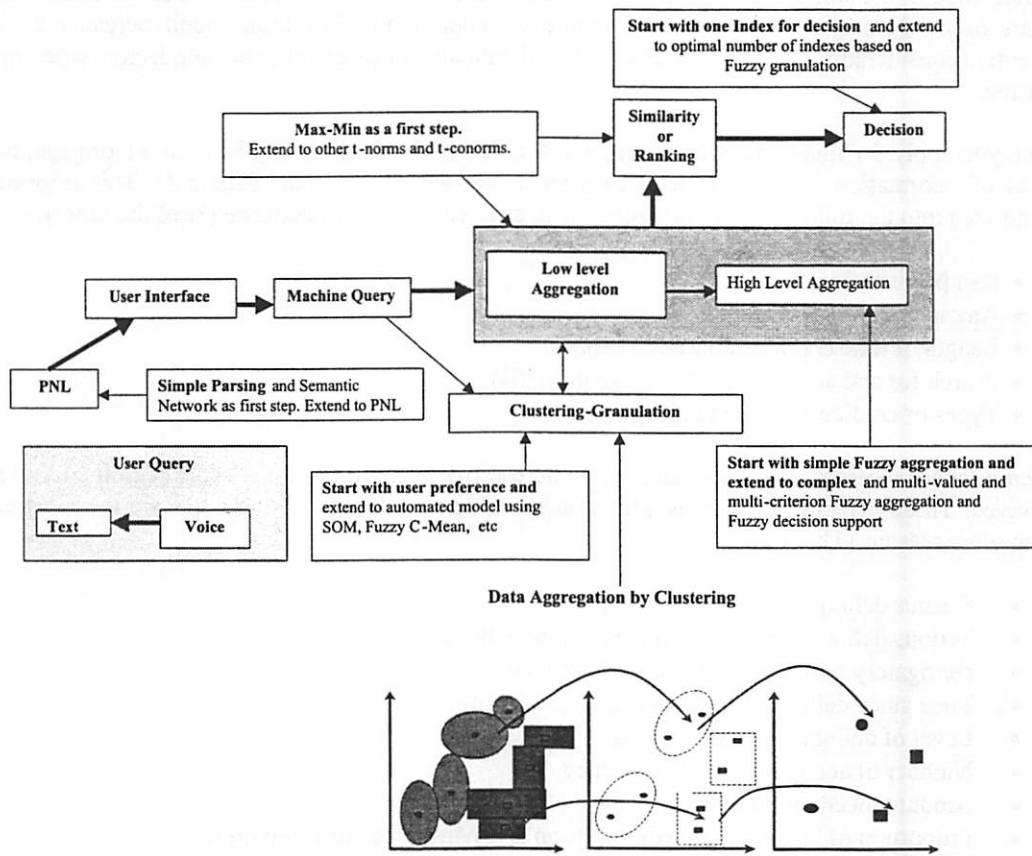 Start with one Index for decision and extend
to optimal number of indexes based on
Fuzzy granulation
Max-Min as a first step.
Extend to other t-norms and t-conorms.
Similarity
or
Ranking
Decision
Low level
Aggregation
High Level Aggregation
User Interface
Machine Query
PNL
Simple Parsing and Semantic
Network as first step. Extend to PNL
Clustering-Granulation
User Query
Text
Voice
Start with user preference and
extend to automated model using
SOM, Fuzzy C-Mean, etc
Start with simple Fuzzy aggregation and
extend to complex and multi-valued and
multi-criterion Fuzzy aggregation and
Fuzzy decision support
Data Aggregation by Clustering